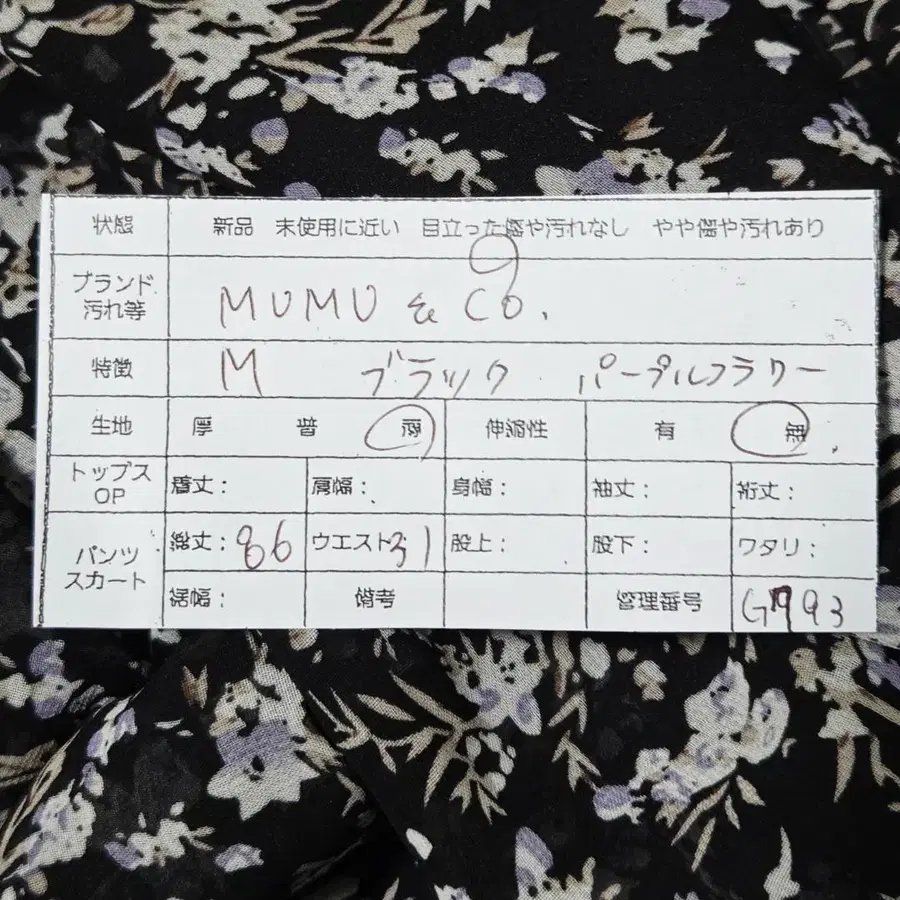 状態 新品 未使用に近い 目立った傷や汚れなし やや傷や汚れあり
ブランド 汚れ等 MUMU & CO.
特徴 M ブラック パープルフラワー
生地 厚 普 薄 伸縮性 有 無
トップス OP 着丈: 肩幅: 身幅: 袖丈: 裄丈:
パンツ スカート 総丈: 86 ウエスト: 31 股上: 股下: ワタリ:
裾幅: 備考 管理番号